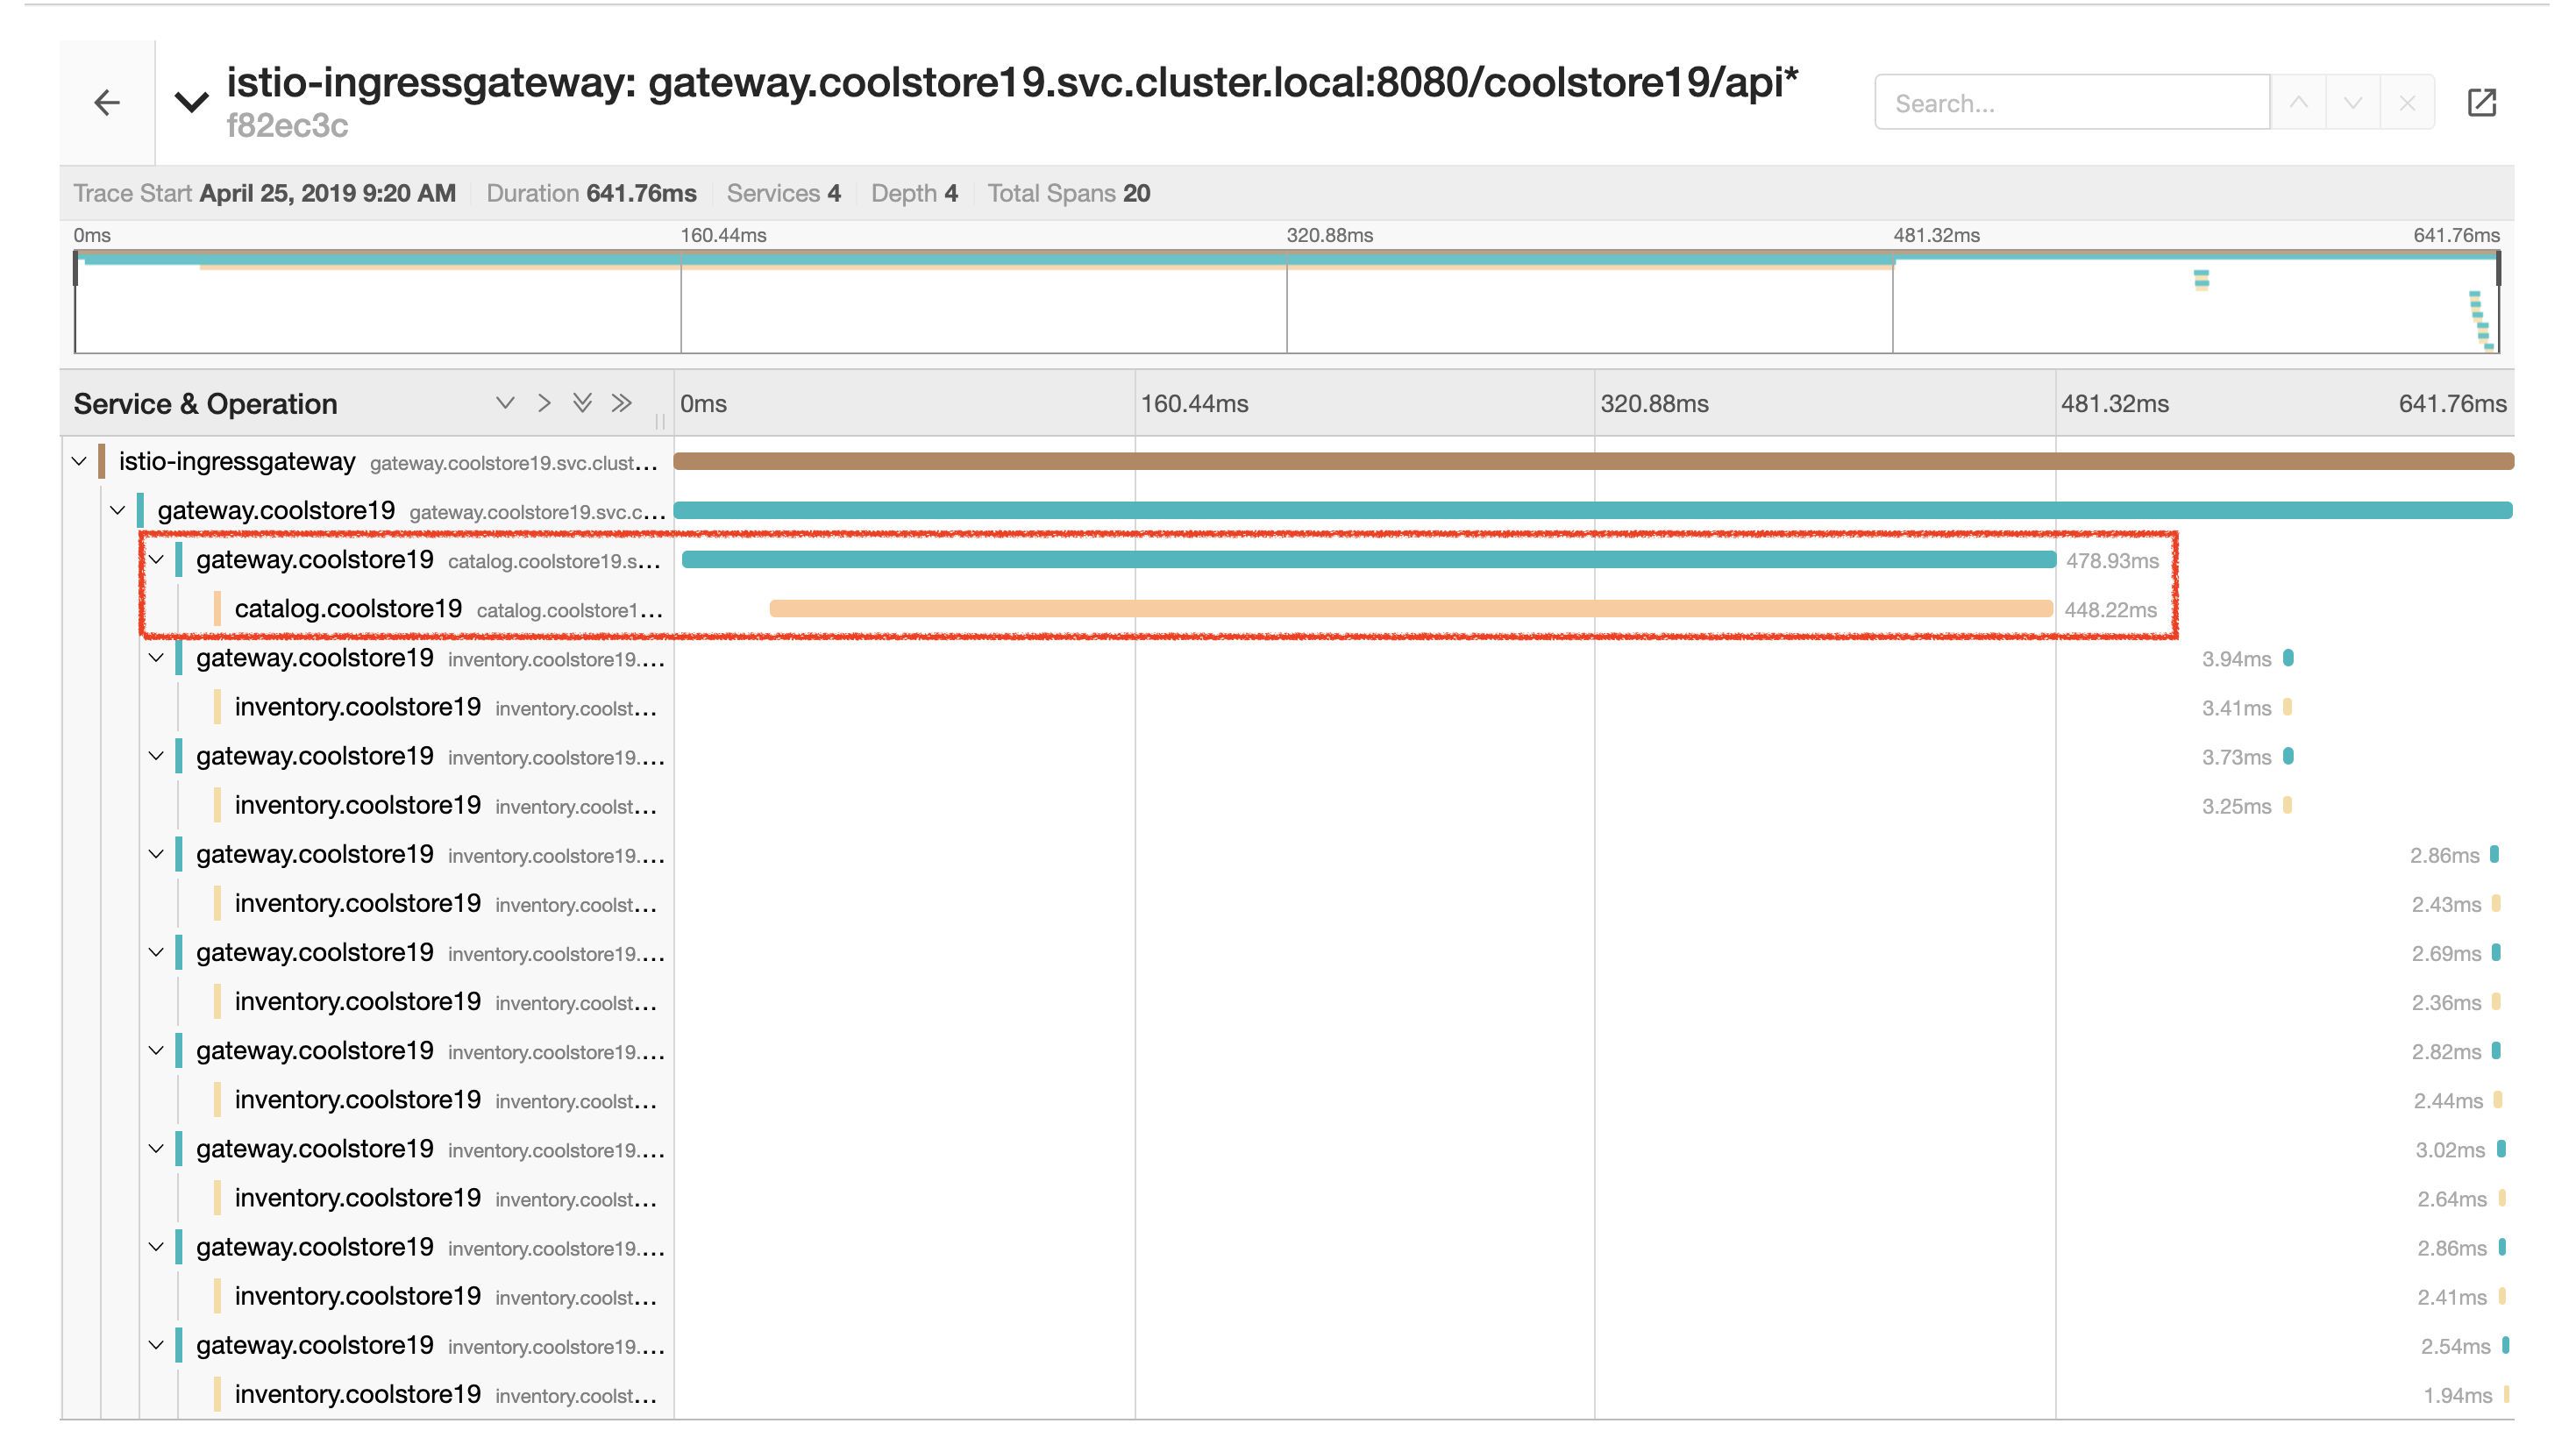 istio-ingressgateway: gateway.coolstore19.svc.cluster.local:8080/coolstore19/api*
f82ec3c
Search...
Trace Start April 25, 2019 9:20 AM Duration 641.76ms Services 4 Depth 4 Total Spans 20
0ms 160.44ms 320.88ms 481.32ms 641.76ms
Service & Operation 0ms 160.44ms 320.88ms 481.32ms 641.76ms
istio-ingressgateway gateway.coolstore19.svc.clust...
gateway.coolstore19 gateway.coolstore19.svc.c...
gateway.coolstore19 catalog.coolstore19.s... 478.93ms
catalog.coolstore19 catalog.coolstore1... 448.22ms
gateway.coolstore19 inventory.coolstore19.... 3.94ms
inventory.coolstore19 inventory.coolst... 3.41ms
gateway.coolstore19 inventory.coolstore19.... 3.73ms
inventory.coolstore19 inventory.coolst... 3.25ms
gateway.coolstore19 inventory.coolstore19.... 2.86ms
inventory.coolstore19 inventory.coolst... 2.43ms
gateway.coolstore19 inventory.coolstore19.... 2.69ms
inventory.coolstore19 inventory.coolst... 2.36ms
gateway.coolstore19 inventory.coolstore19.... 2.82ms
inventory.coolstore19 inventory.coolst... 2.44ms
gateway.coolstore19 inventory.coolstore19.... 3.02ms
inventory.coolstore19 inventory.coolst... 2.64ms
gateway.coolstore19 inventory.coolstore19.... 2.86ms
inventory.coolstore19 inventory.coolst... 2.41ms
gateway.coolstore19 inventory.coolstore19.... 2.54ms
inventory.coolstore19 inventory.coolst... 1.94ms